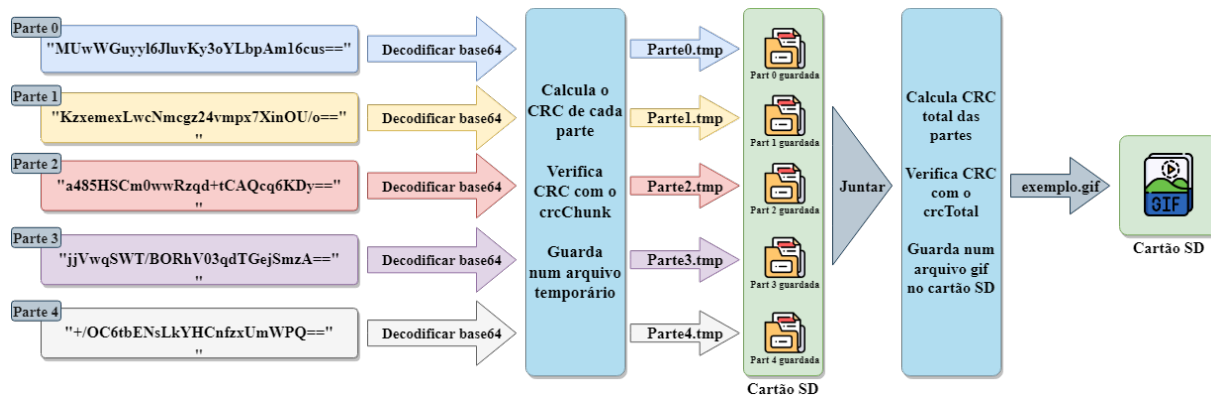 Parte 0
"MUwWGuyyl6JluvKy3oYLbpAm16cus=="
Decodificar base64
Parte 1
"KzxemexLwcNmcgz24vmpx7XinOU/o=="
"
Decodificar base64
Parte 2
"a485HSCm0wwRzqd+tCAQcq6KDy=="
Decodificar base64
Parte 3
"jjVwqSWT/BORhV03qdTGejSmzA=="
"
Decodificar base64
Parte 4
"+/OC6tbENsLkYHCnfzxUmWPQ=="
"
Decodificar base64
Calcula o
CRC de cada
parte
Verifica
CRC com o
crcChunk
Guarda
num arquivo
temporário
Parte0.tmp
Parte1.tmp
Parte2.tmp
Parte3.tmp
Parte4.tmp
Part 0 guardada
Part 1 guardada
Part 2 guardada
Part 3 guardada
Part 4 guardada
Cartão SD
Juntar
Calcula CRC
total das
partes
Verifica CRC
com o
crcTotal
Guarda num
arquivo gif
no cartão SD
exemplo.gif
GIF
Cartão SD